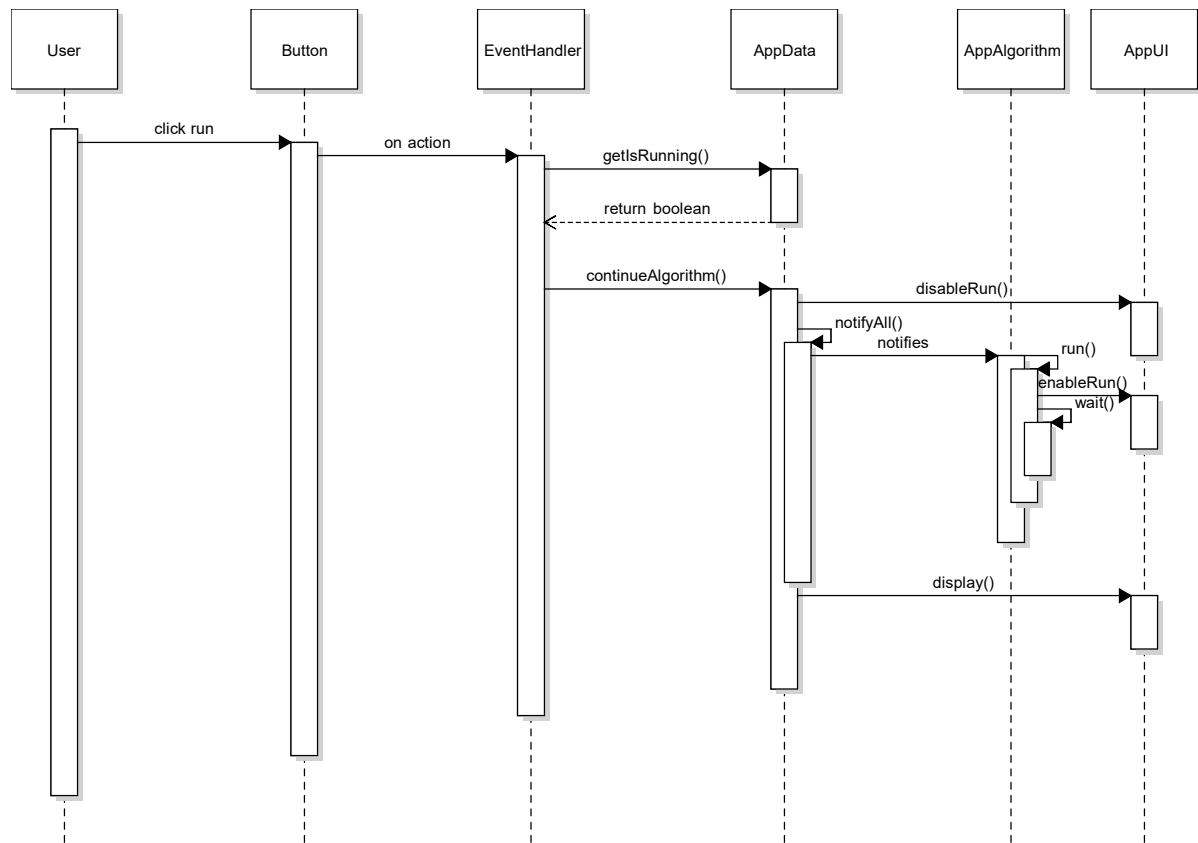 User
Button
EventHandler
AppData
AppAlgorithm
AppUI
click run
on action
getIsRunning()
return boolean
continueAlgorithm()
disableRun()
notifyAll()
notifies
run()
enableRun()
wait()
display()